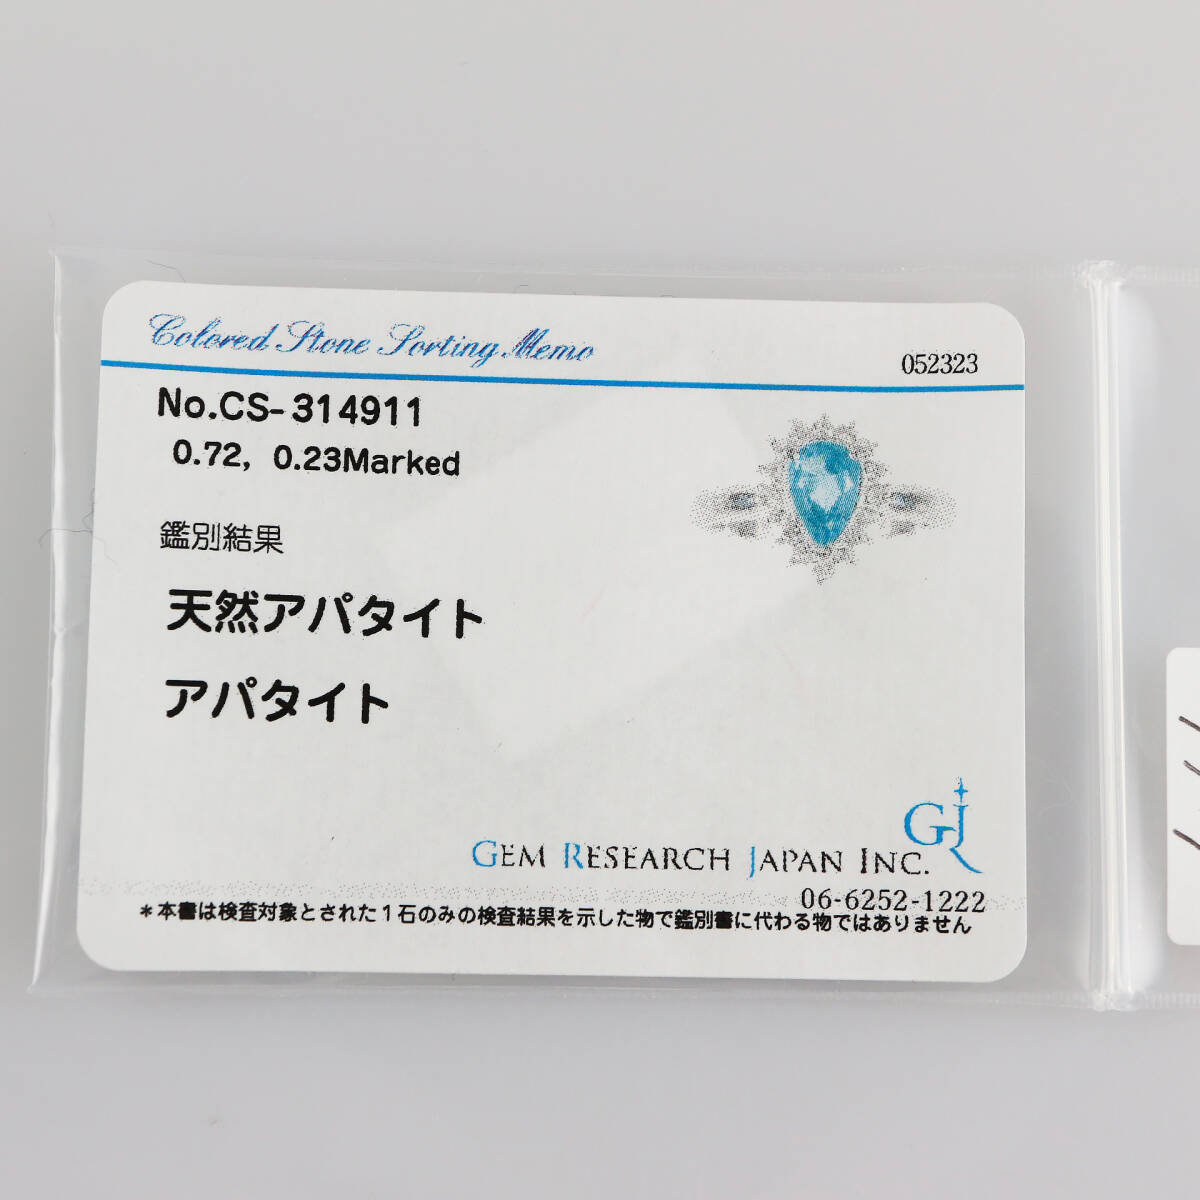 Colored Stone Sorting Memo
052323
No.CS-314911
0.72, 0.23Marked
鑑別結果
天然アパタイト
アパタイト
GJ
GEM RESEARCH JAPAN INC.
06-6252-1222
*本書は検査対象とされた1石のみの検査結果を示した物で鑑別書に代わる物ではありません